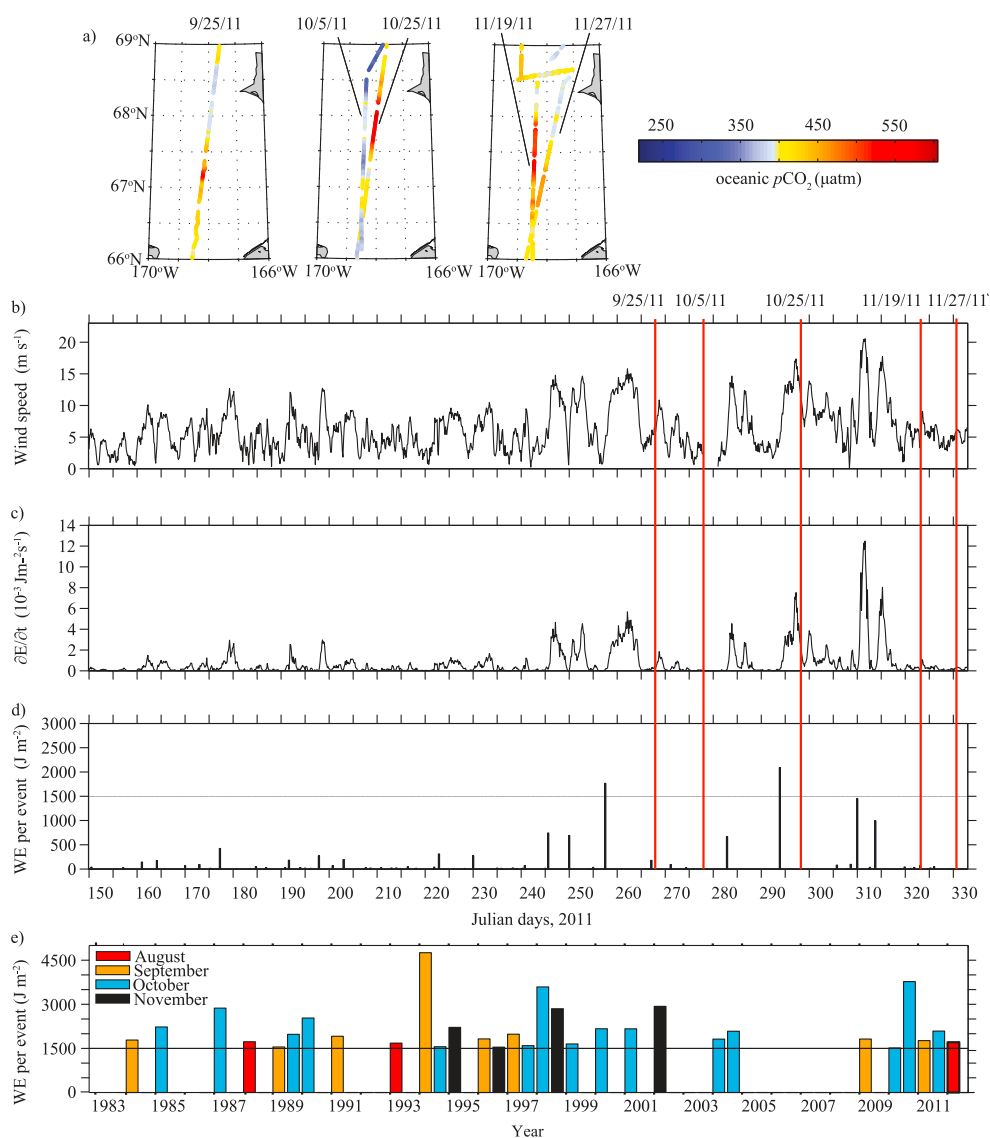 a)
9/25/11
10/5/11
10/25/11
11/19/11
11/27/11
69°N
68°N
67°N
66°N
170°W
166°W
170°W
166°W
170°W
166°W
250
350
450
550
oceanic pCO₂ (µatm)
b)
9/25/11
10/5/11
10/25/11
11/19/11
11/27/11`
Wind speed (m s⁻¹)
20
15
10
5
0
c)
∂E/∂t (10⁻³ Jm-⁻²s⁻¹)
14
12
10
8
6
4
2
0
d)
WE per event (J m⁻²)
3000
2500
2000
1500
1000
500
0
149
160
170
180
190
200
210
220
230
240
250
260
270
280
290
300
310
320
330
Julian days, 2011
e)
WE per event (J m⁻²)
4500
3000
1500
0
August
September
October
November
1983
1985
1987
1989
1991
1993
1995
1997
1999
2001
2003
2005
2007
2009
2011
Year